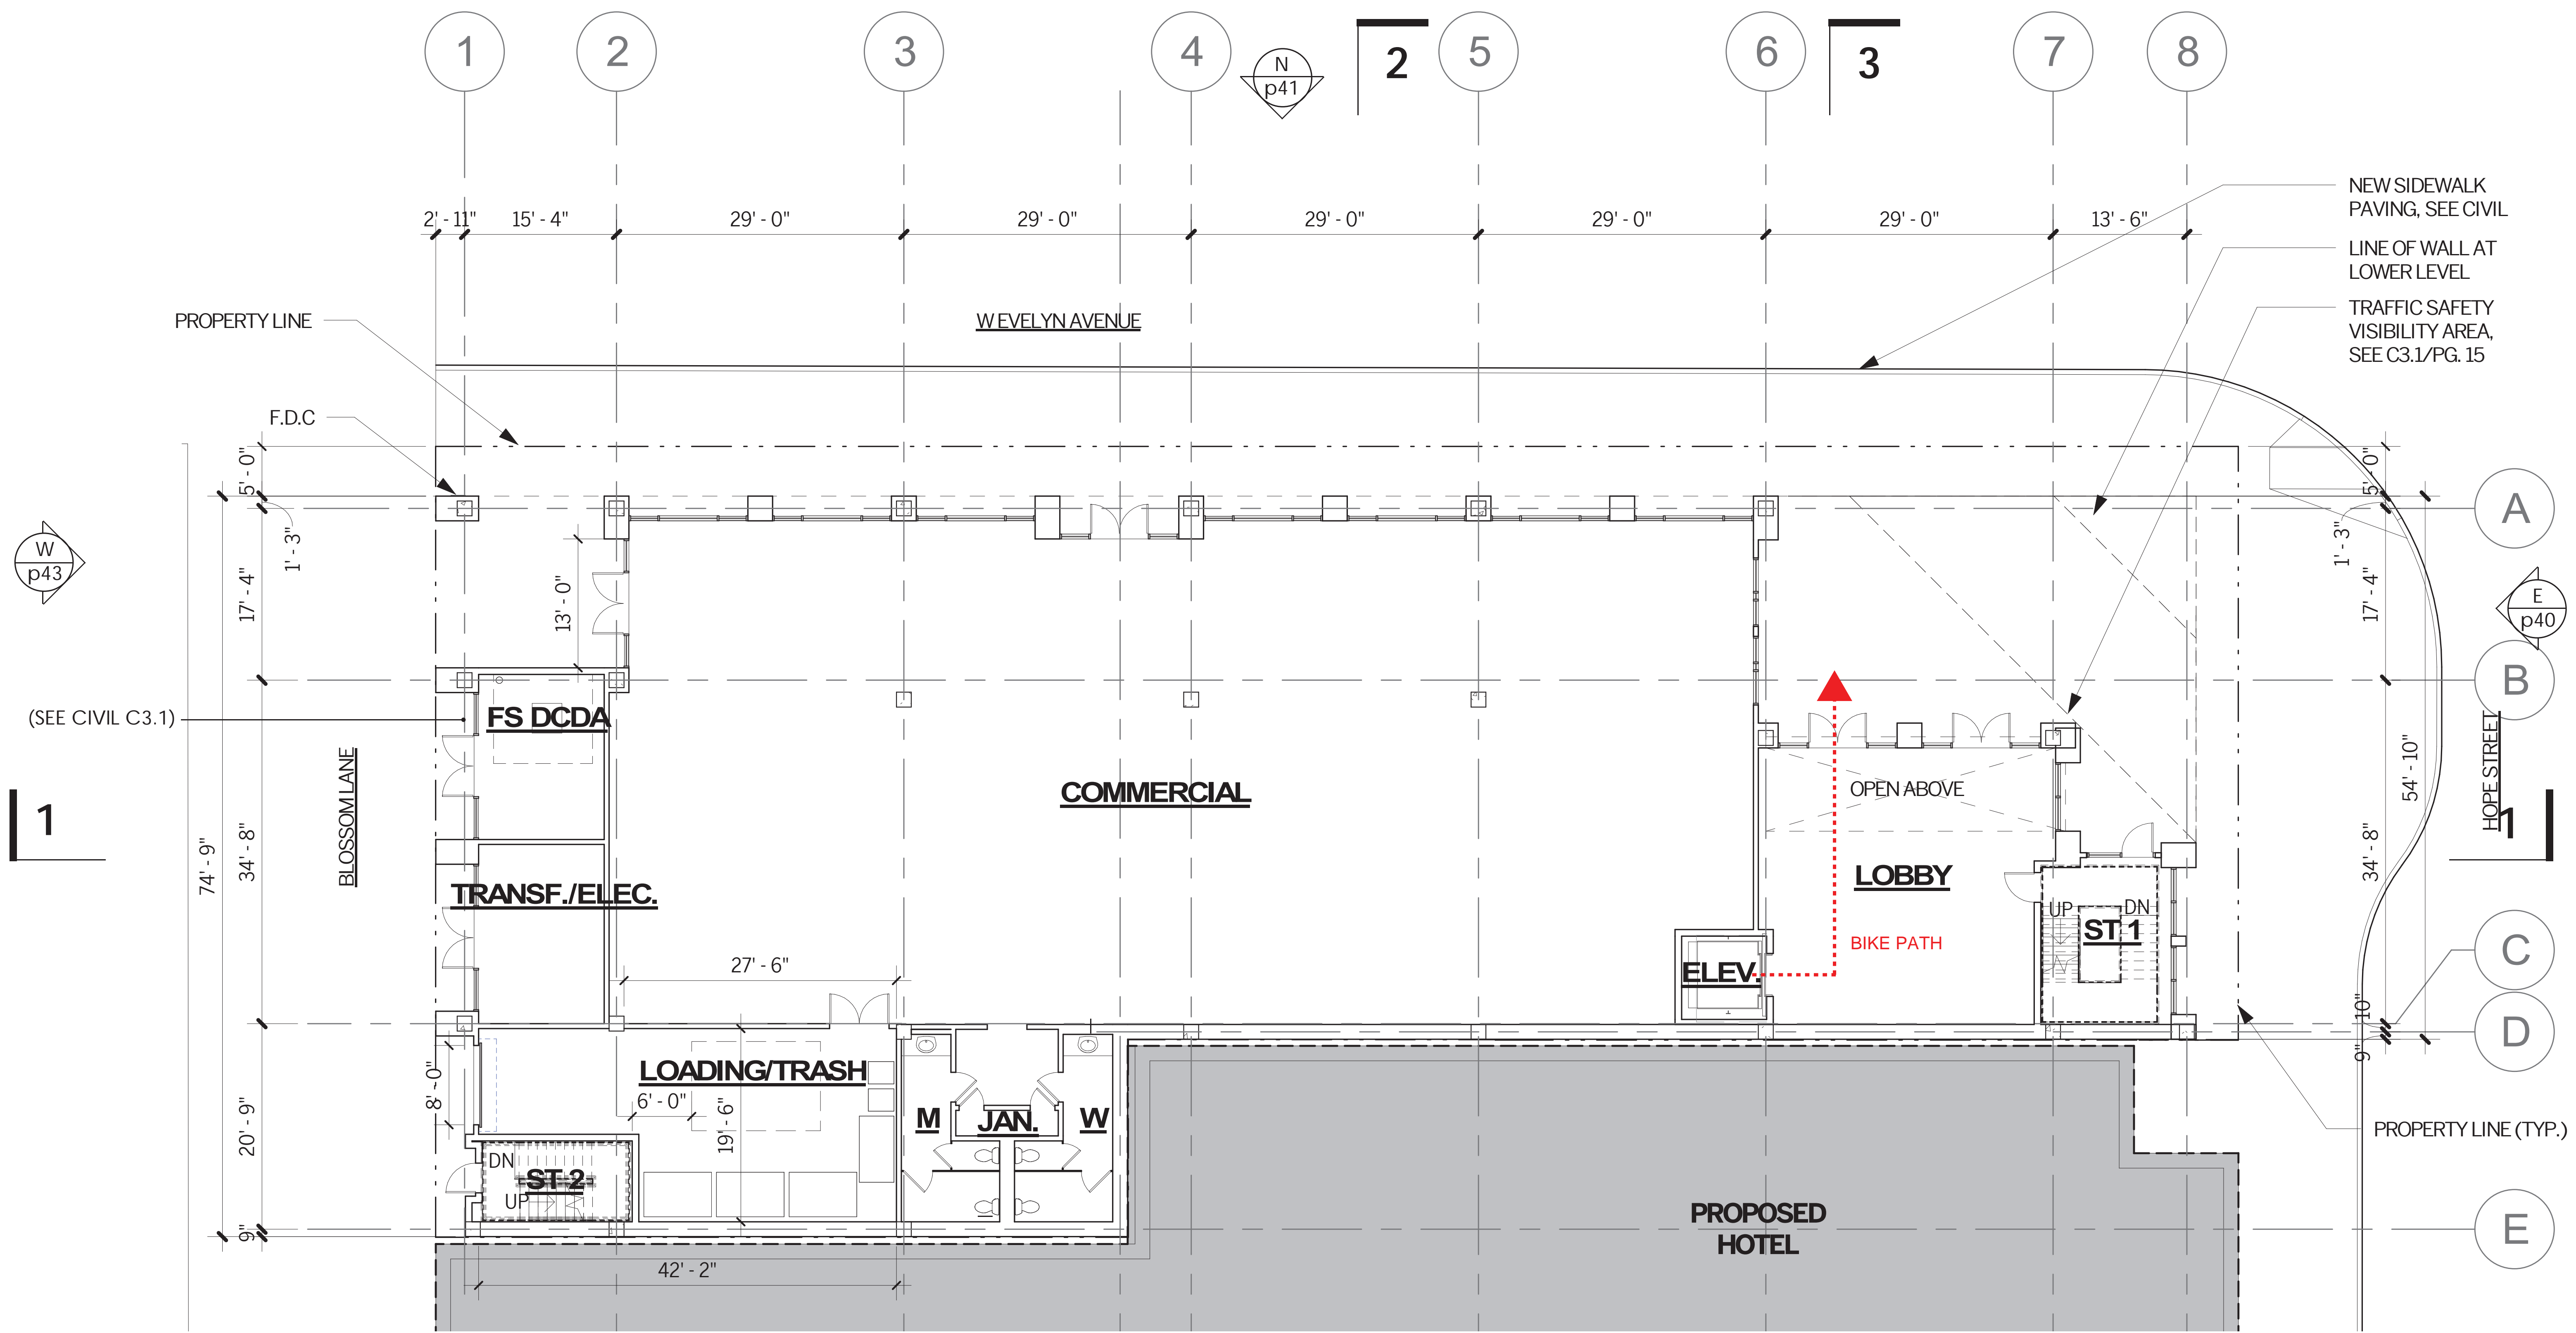 1
2
3
4
5
6
7
8
N
p41
2
3
NEW SIDEWALK
PAVING, SEE CIVIL
2' - 11"
15' - 4"
29' - 0"
29' - 0"
29' - 0"
29' - 0"
29' - 0"
13' - 6"
LINE OF WALL AT
LOWER LEVEL
TRAFFIC SAFETY
VISIBILITY AREA,
SEE C3.1/PG. 15
PROPERTY LINE
W EVELYN AVENUE
F.D.C
5' - 0"
5' - 0"
A
1' - 3"
1' - 3"
W
p43
17' - 4"
13' - 0"
17' - 4"
E
p40
B
(SEE CIVIL C3.1)
FS DCDA
HOPE STREET
54' - 10"
BLOSSOM LANE
COMMERCIAL
OPEN ABOVE
1
1
74' - 9"
34' - 8"
34' - 8"
TRANSF./ELEC.
LOBBY
UP
DN
ST 1
BIKE PATH
C
27' - 6"
ELEV.
10"
D
9"
LOADING/TRASH
8' - 0"
6' - 0"
19' - 6"
M
JAN.
W
20' - 9"
PROPERTY LINE (TYP.)
DN
ST 2
UP
9"
PROPOSED
HOTEL
E
42' - 2"